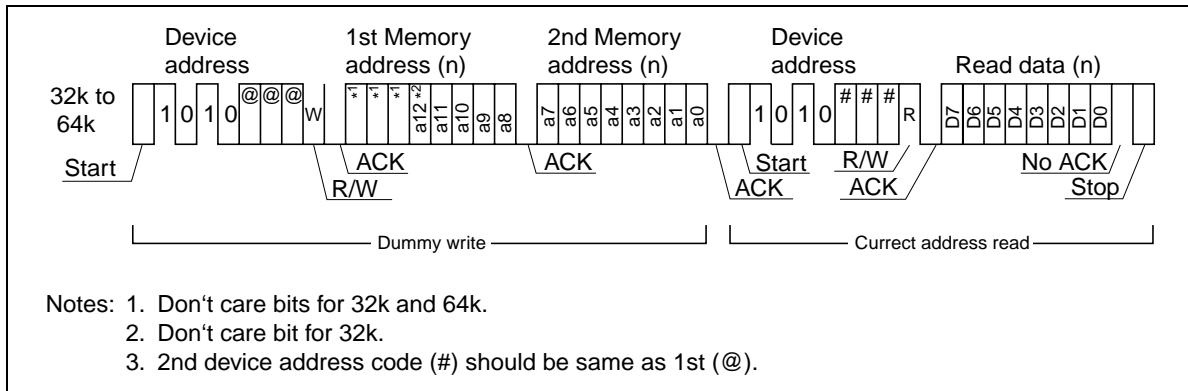 Device address 1st Memory address (n) 2nd Memory address (n) Device address Read data (n)
32k to 64k
1 0 1 0 @ @ @ W *1 *1 *1 a12*2 a11 a10 a9 a8 a7 a6 a5 a4 a3 a2 a1 a0 1 0 1 0 # # # R D7 D6 D5 D4 D3 D2 D1 D0
Start ACK ACK Start R/W No ACK
R/W ACK ACK Stop
Dummy write Currect address read
Notes: 1. Don't care bits for 32k and 64k.
2. Don't care bit for 32k.
3. 2nd device address code (#) should be same as 1st (@).